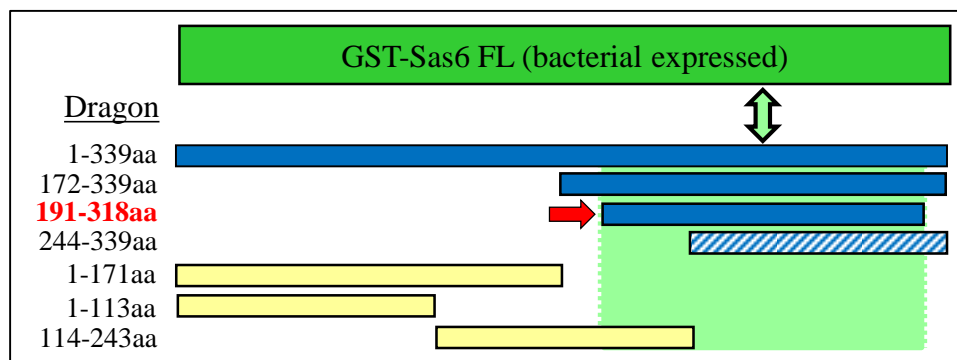 GST-Sas6 FL (bacterial expressed)
Dragon
1-339aa
172-339aa
191-318aa
244-339aa
1-171aa
1-113aa
114-243aa